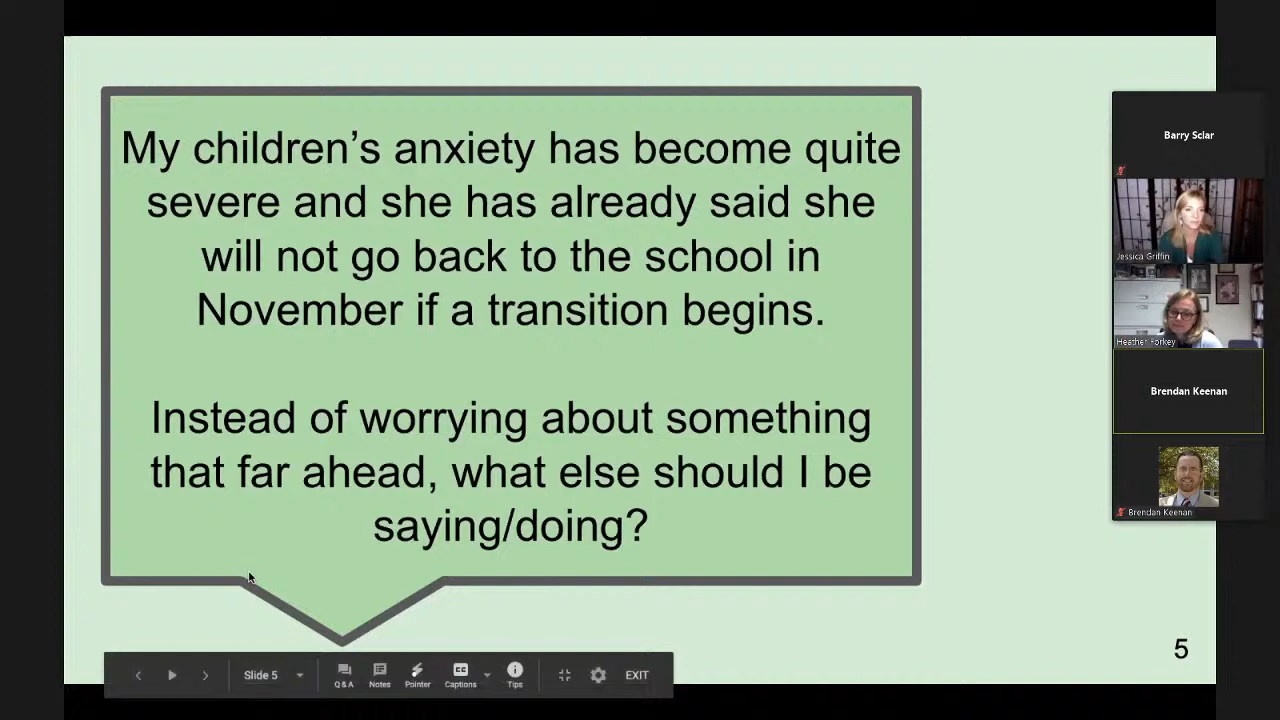 My children’s anxiety has become quite
severe and she has already said she
will not go back to the school in
November if a transition begins.
Instead of worrying about something
that far ahead, what else should I be
saying/doing?
5
Slide 5
Q & A
Notes
Pointer
CC
Captions
Tips
EXIT
Barry Sclar
Jessica Griffin
Heather Forkey
Brendan Keenan
Brendan Keenan